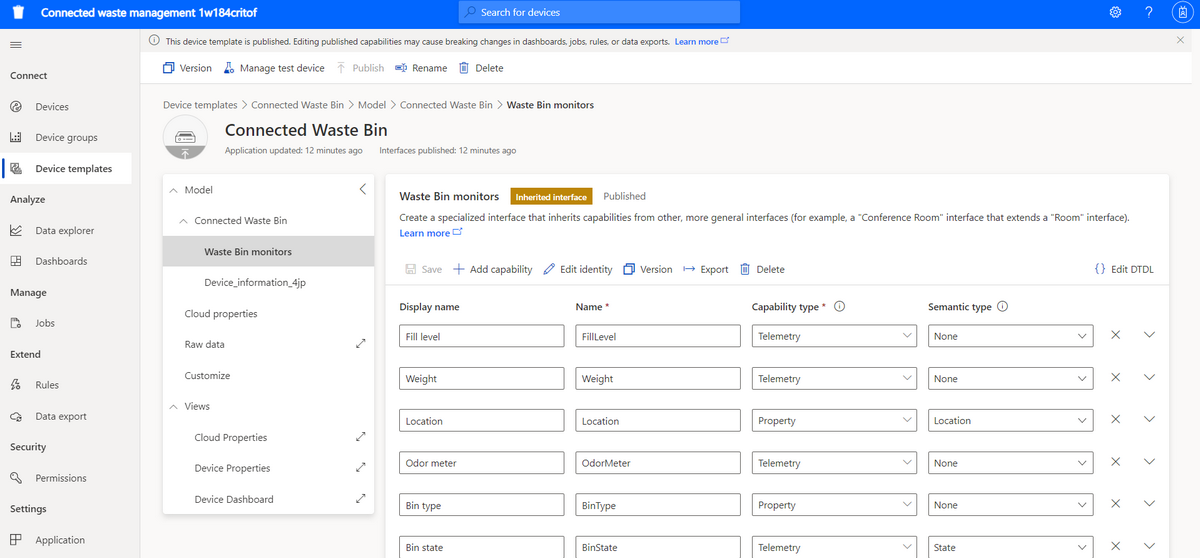 Connected waste management 1w184critof
Search for devices
?
This device template is published. Editing published capabilities may cause breaking changes in dashboards, jobs, rules, or data exports. Learn more
Version Manage test device Publish Rename Delete
Connect
Devices
Device groups
Device templates
Analyze
Data explorer
Dashboards
Manage
Jobs
Extend
Rules
Data export
Security
Permissions
Settings
Application
Device templates > Connected Waste Bin > Model > Connected Waste Bin > Waste Bin monitors
Connected Waste Bin
Application updated: 12 minutes ago Interfaces published: 12 minutes ago
Model
Connected Waste Bin
Waste Bin monitors
Device_information_4jp
Cloud properties
Raw data
Customize
Views
Cloud Properties
Device Properties
Device Dashboard
Waste Bin monitors Inherited interface Published
Create a specialized interface that inherits capabilities from other, more general interfaces (for example, a "Conference Room" interface that extends a "Room" interface).
Learn more
Save Add capability Edit identity Version Export Delete {} Edit DTDL
Display name Name * Capability type * Semantic type
Fill level FillLevel Telemetry None
Weight Weight Telemetry None
Location Location Property Location
Odor meter OdorMeter Telemetry None
Bin type BinType Property None
Bin state BinState Telemetry State